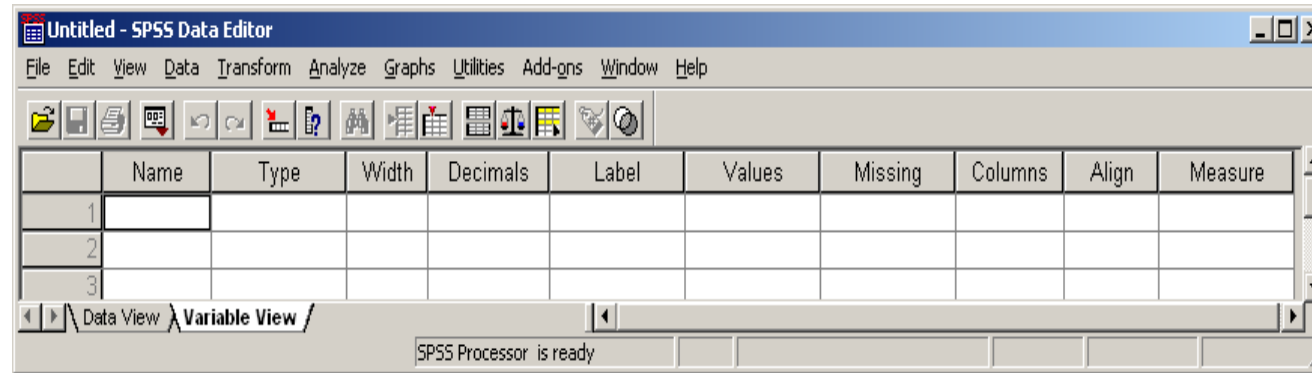 SPSS
Untitled - SPSS Data Editor
File Edit View Data Transform Analyze Graphs Utilities Add-ons Window Help
Name Type Width Decimals Label Values Missing Columns Align Measure
1
2
3
Data View Variable View
SPSS Processor is ready